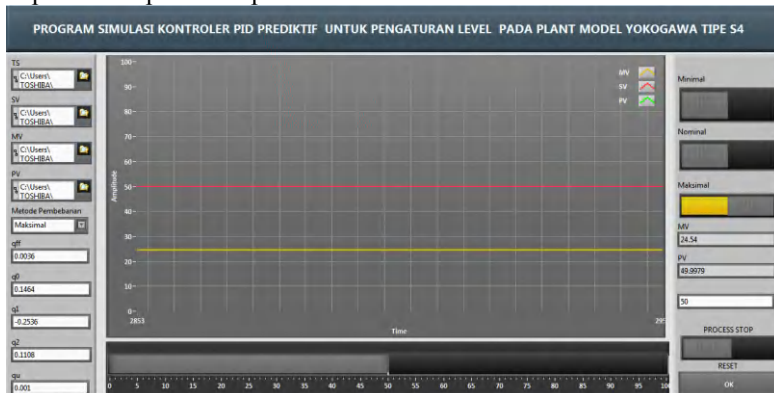 PROGRAM SIMULASI KONTROLER PID PREDIKTIF UNTUK PENGATURAN LEVEL PADA PLANT MODEL YOKOGAWA TIPE S4
TS
C:\Users\
TOSHIBA\
SV
C:\Users\
TOSHIBA\
MV
C:\Users\
TOSHIBA\
PV
C:\Users\
TOSHIBA\
Metode Pembebanan
Maksimal
qff
0.0036
q0
0.1464
q1
-0.2536
q2
0.1108
qu
0.001
Amplitude
100
90
80
70
60
50
40
30
20
10
0
2853
Time
MV
SV
PV
0 5 10 15 20 25 30 35 40 45 50 55 60 65 70 75 80 85 90 95
Minimal
Nominal
Maksimal
MV
24.54
PV
49.9979
50
PROCESS STOP
RESET
OK